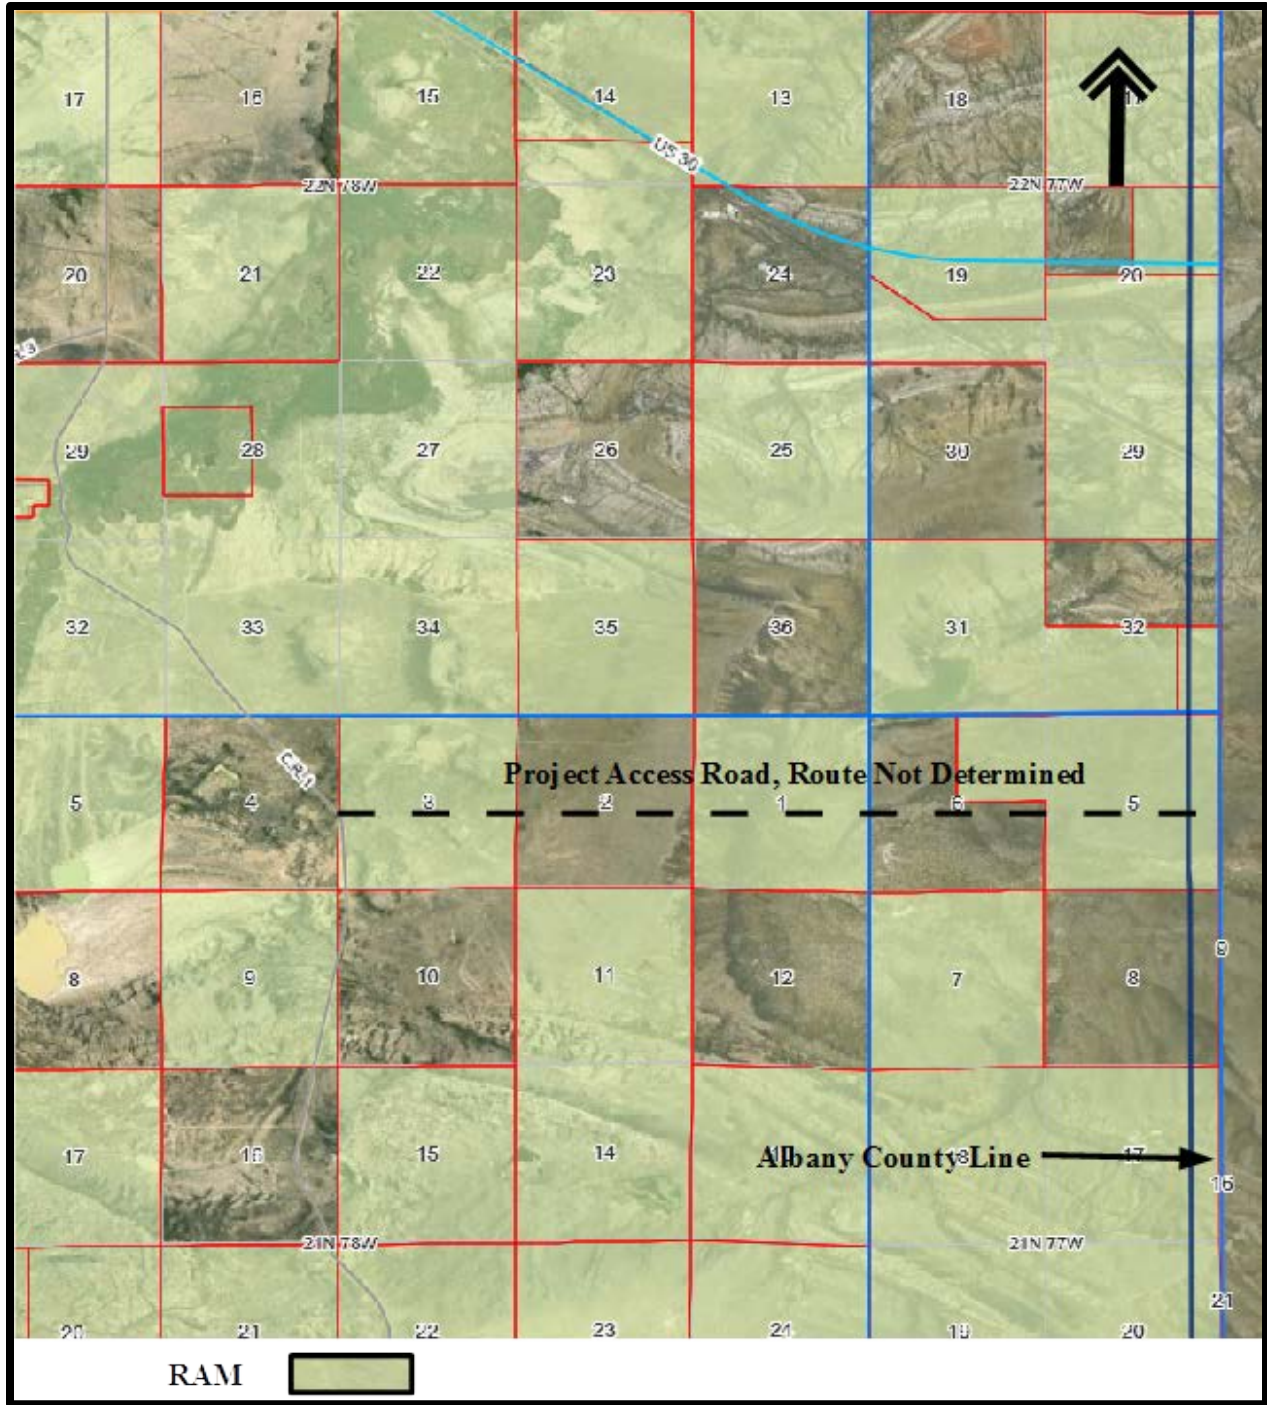 17 16 15 14 13 18
US 30
22N 78W 22N 77W
20 21 22 23 24 19 20
29 28 27 26 25 30 29
32 33 34 35 36 31 32
C.R.1
Project Access Road, Route Not Determined
5 4 3 2 1 6 5
9
8 9 10 11 12 7 8
17 16 15 14 17
Albany County Line
16
21N 78W 21N 77W
21
20 21 22 23 24 19 20
RAM